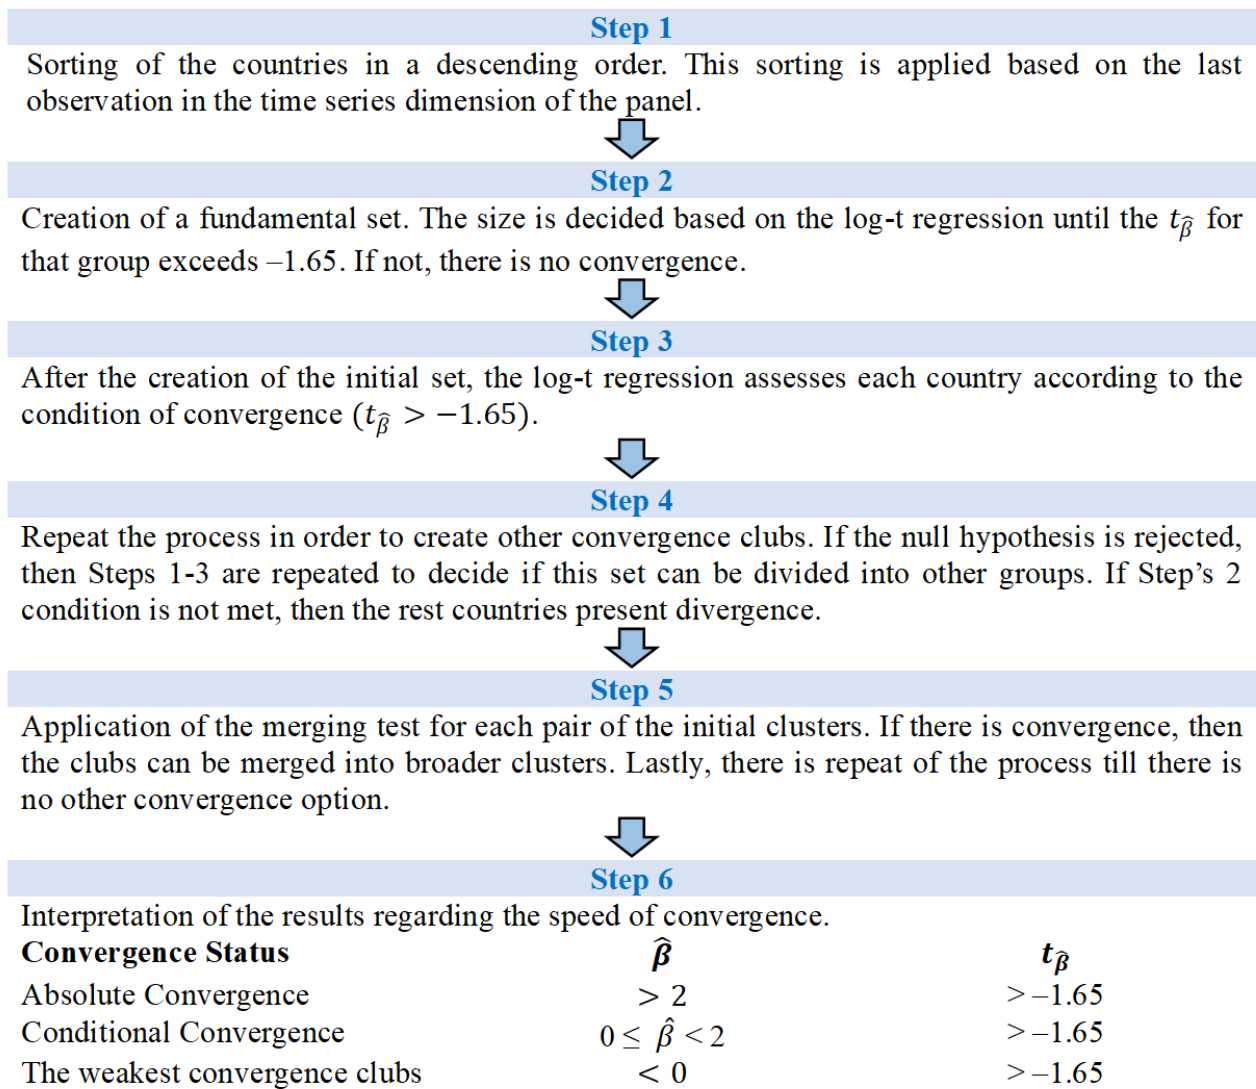 Step 1
Sorting of the countries in a descending order. This sorting is applied based on the last
observation in the time series dimension of the panel.
Step 2
Creation of a fundamental set. The size is decided based on the log-t regression until the t_β̂ for
that group exceeds –1.65. If not, there is no convergence.
Step 3
After the creation of the initial set, the log-t regression assesses each country according to the
condition of convergence (t_β̂ > −1.65).
Step 4
Repeat the process in order to create other convergence clubs. If the null hypothesis is rejected,
then Steps 1-3 are repeated to decide if this set can be divided into other groups. If Step's 2
condition is not met, then the rest countries present divergence.
Step 5
Application of the merging test for each pair of the initial clusters. If there is convergence, then
the clubs can be merged into broader clusters. Lastly, there is repeat of the process till there is
no other convergence option.
Step 6
Interpretation of the results regarding the speed of convergence.
Convergence Status β̂ t_β̂
Absolute Convergence > 2 > –1.65
Conditional Convergence 0 ≤ β̂ < 2 > –1.65
The weakest convergence clubs < 0 > –1.65